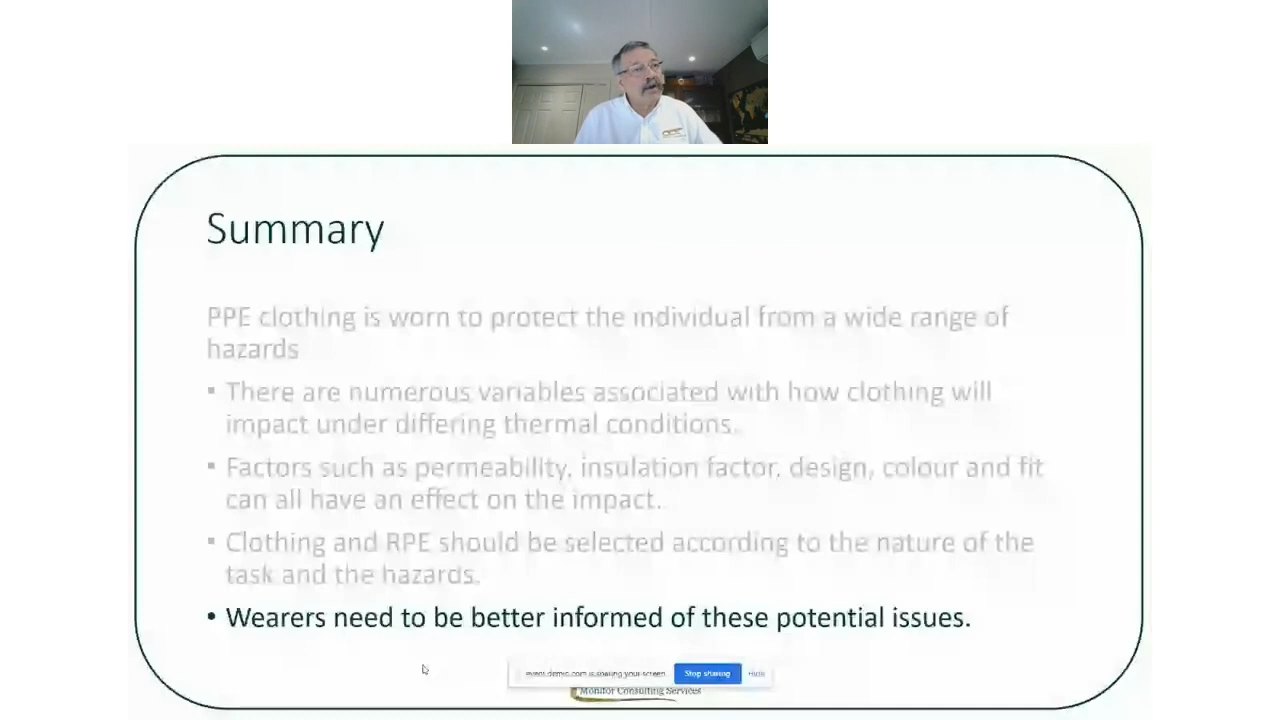 Summary
PPE clothing is worn to protect the individual from a wide range of
hazards
▪ There are numerous variables associated with how clothing will
impact under differing thermal conditions.
▪ Factors such as permeability, insulation factor, design, colour and fit
can all have an effect on the impact.
▪ Clothing and RPE should be selected according to the nature of the
task and the hazards.
• Wearers need to be better informed of these potential issues.
is sharing your screen
Stop sharing
Hide
Monitor Consulting Services